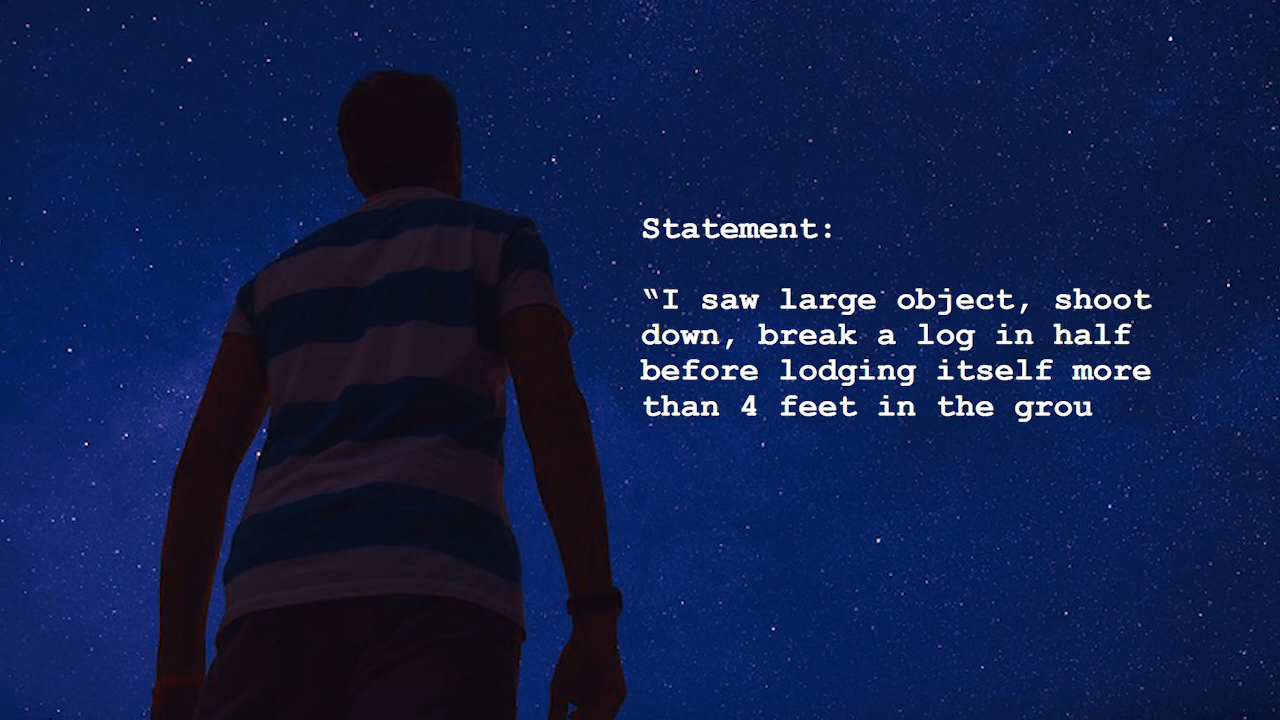 Statement:
“I saw large object, shoot
down, break a log in half
before lodging itself more
than 4 feet in the grou